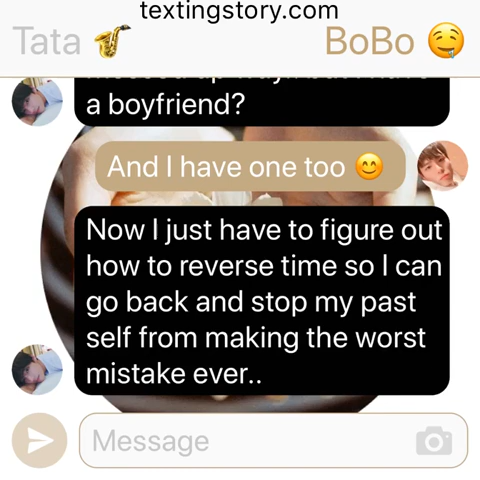 textingstory.com
Tata 🎷
BoBo 🤤
a boyfriend?
And I have one too 😊
Now I just have to figure out
how to reverse time so I can
go back and stop my past
self from making the worst
mistake ever..
Message